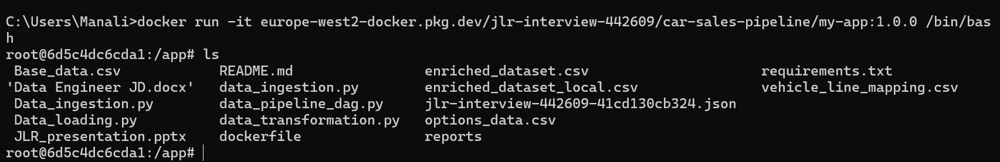 C:\Users\Manali>docker run -it europe-west2-docker.pkg.dev/jlr-interview-442609/car-sales-pipeline/my-app:1.0.0 /bin/bas
h
root@6d5c4dc6cda1:/app# ls
 Base_data.csv            README.md                enriched_dataset.csv                     requirements.txt
'Data Engineer JD.docx'   data_ingestion.py        enriched_dataset_local.csv               vehicle_line_mapping.csv
 Data_ingestion.py        data_pipeline_dag.py     jlr-interview-442609-41cd130cb324.json
 Data_loading.py          data_transformation.py   options_data.csv
 JLR_presentation.pptx    dockerfile               reports
root@6d5c4dc6cda1:/app#